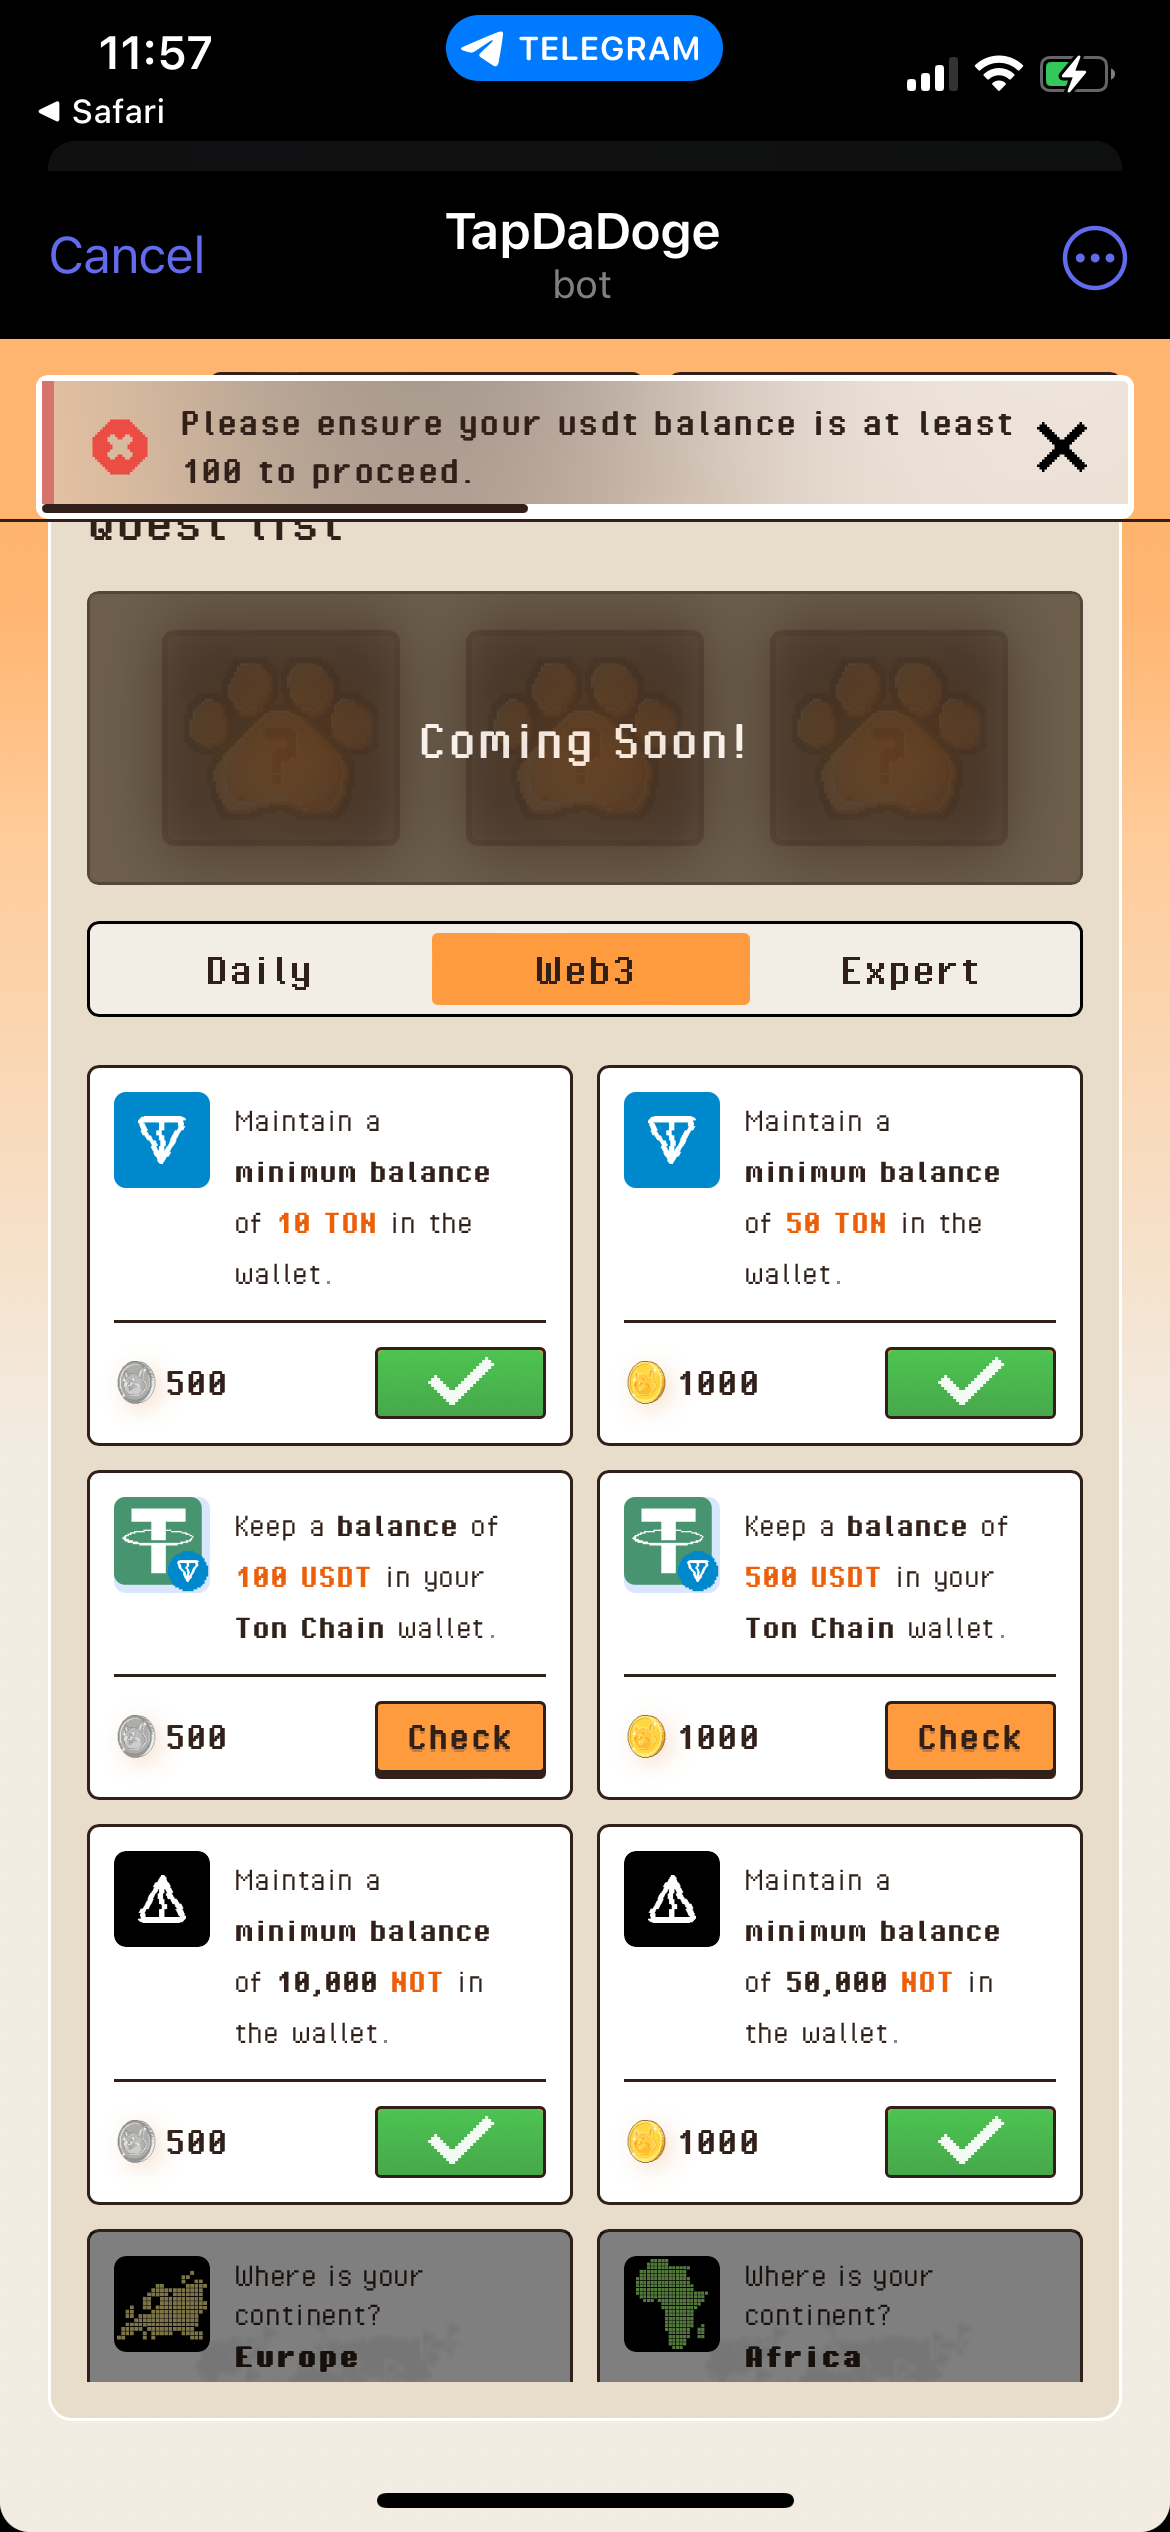 11:57
TELEGRAM
Safari
Cancel
TapDaDoge
bot
Please ensure your usdt balance is at least
100 to proceed.
Quest list
Coming Soon!
Daily
Web3
Expert
Maintain a
minimum balance
of 10 TON in the
wallet.
500
Maintain a
minimum balance
of 50 TON in the
wallet.
1000
Keep a balance of
100 USDT in your
Ton Chain wallet.
500
Check
Keep a balance of
500 USDT in your
Ton Chain wallet.
1000
Check
Maintain a
minimum balance
of 10,000 NOT in
the wallet.
500
Maintain a
minimum balance
of 50,000 NOT in
the wallet.
1000
Where is your
continent?
Europe
Where is your
continent?
Africa